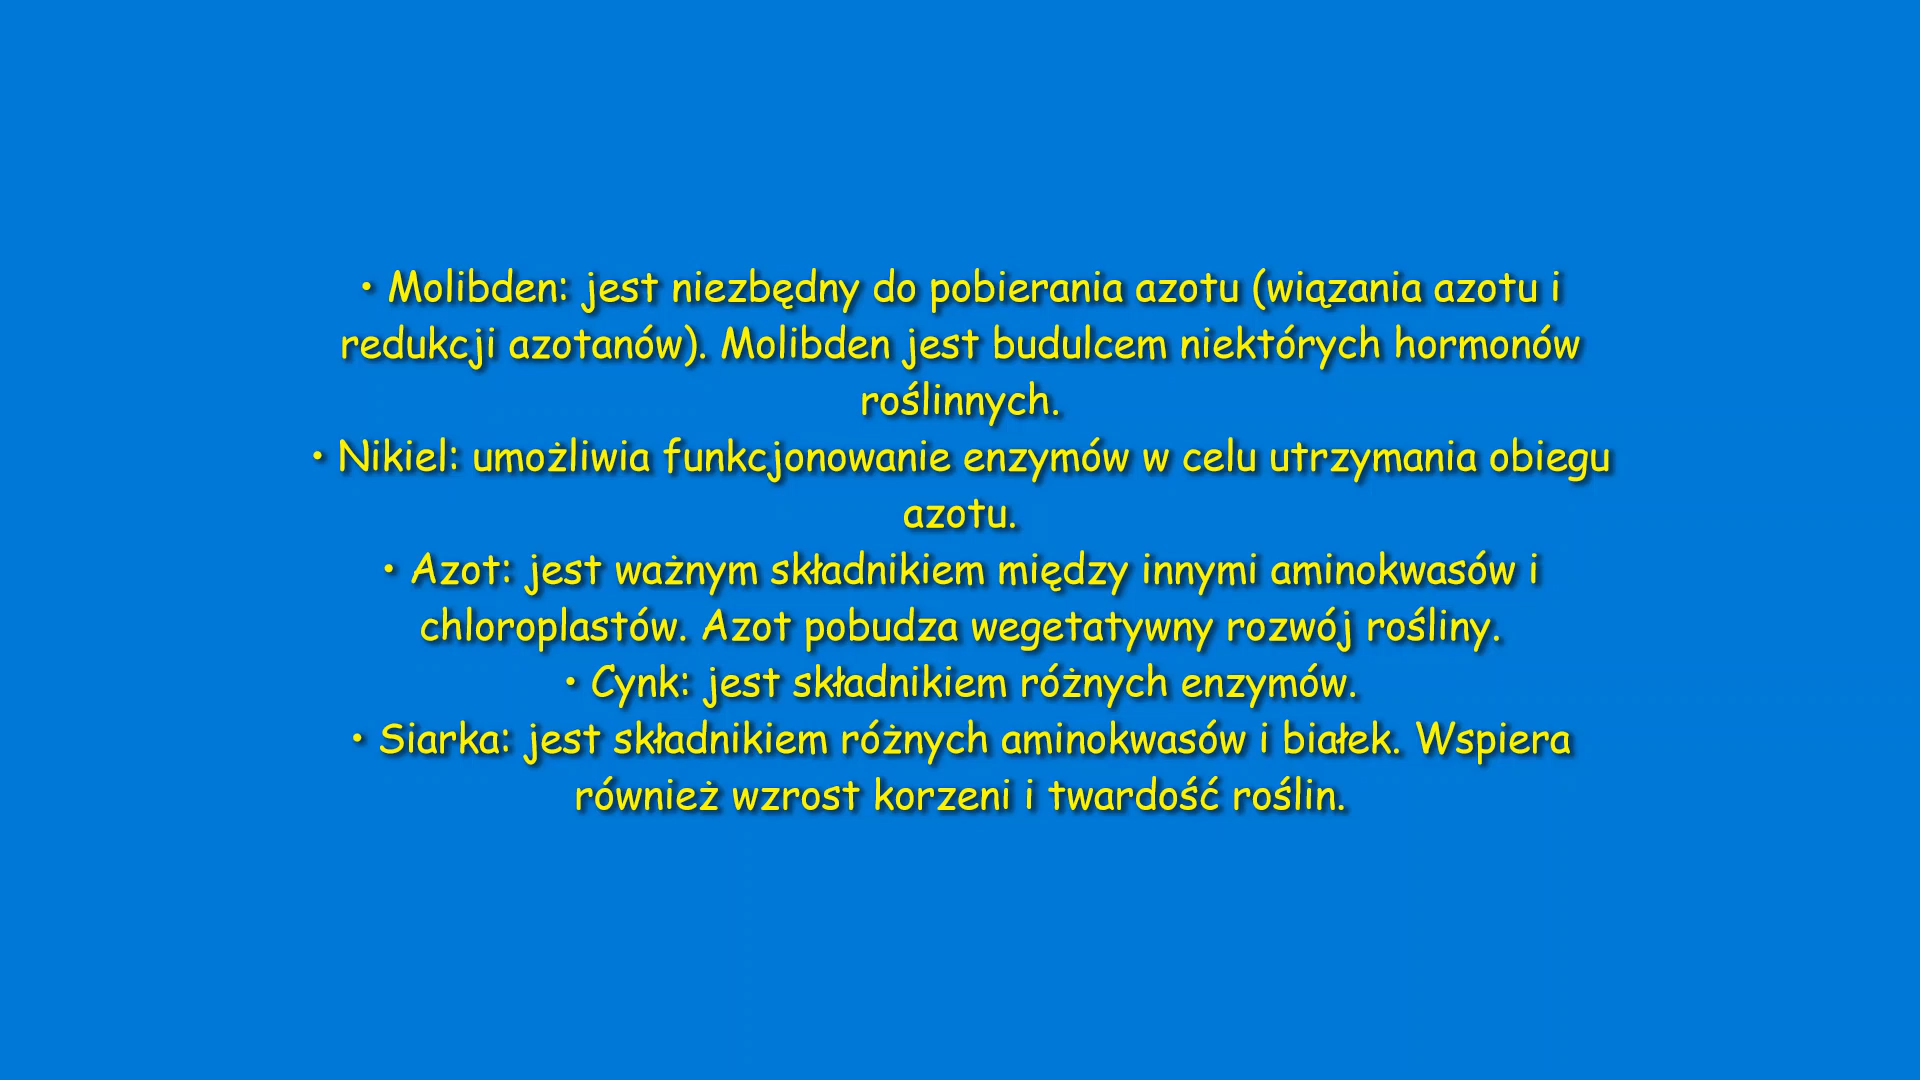 • Molibden: jest niezbędny do pobierania azotu (wiązania azotu i
redukcji azotanów). Molibden jest budulcem niektórych hormonów
roślinnych.
• Nikiel: umożliwia funkcjonowanie enzymów w celu utrzymania obiegu
azotu.
• Azot: jest ważnym składnikiem między innymi aminokwasów i
chloroplastów. Azot pobudza wegetatywny rozwój rośliny.
• Cynk: jest składnikiem różnych enzymów.
• Siarka: jest składnikiem różnych aminokwasów i białek. Wspiera
również wzrost korzeni i twardość roślin.